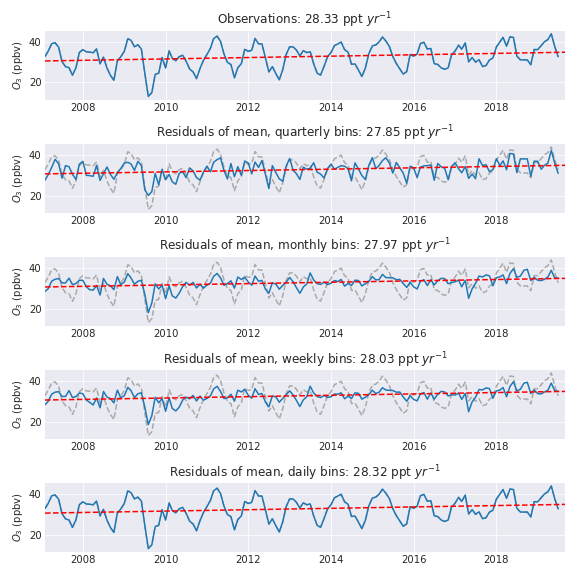 Observations: 28.33 ppt yr⁻¹
O₃ (ppbv)
40
20
2008 2010 2012 2014 2016 2018
Residuals of mean, quarterly bins: 27.85 ppt yr⁻¹
O₃ (ppbv)
40
20
2008 2010 2012 2014 2016 2018
Residuals of mean, monthly bins: 27.97 ppt yr⁻¹
O₃ (ppbv)
40
20
2008 2010 2012 2014 2016 2018
Residuals of mean, weekly bins: 28.03 ppt yr⁻¹
O₃ (ppbv)
40
20
2008 2010 2012 2014 2016 2018
Residuals of mean, daily bins: 28.32 ppt yr⁻¹
O₃ (ppbv)
40
20
2008 2010 2012 2014 2016 2018